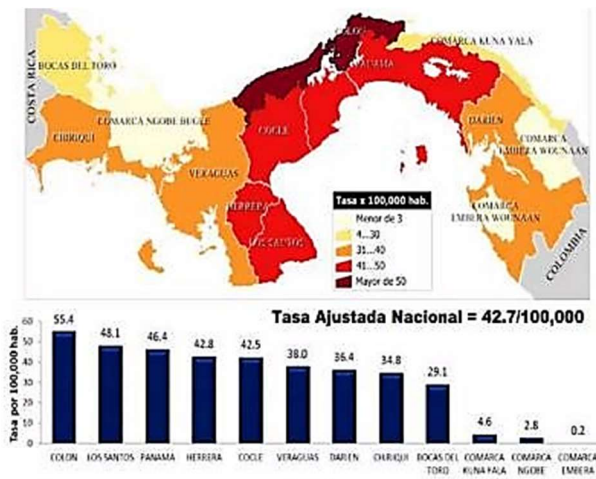 COLON
COMARCA KUNA YALA
BOCAS DEL TORO
PANAMA
COSTA RICA
COMARCA NGOBE BUGLE
CHIRIQUI
COCLE
DARIEN
COMARCA
EMBERA WOUNAAN
VERAGUAS
HERRERA
COMARCA
EMBERA WOUNAAN
LOS SANTOS
COLOMBIA
Tasa x 100,000 hab.
Menor de 3
4...30
31...40
41...50
Mayor de 50
Tasa Ajustada Nacional = 42.7/100,000
Tasa por 100,000 hab.
60
50
40
30
20
10
0
55.4
48.1
46.4
42.8
42.5
38.0
36.4
34.8
29.1
4.6
2.8
0.2
COLON
LOS SANTOS
PANAMA
HERRERA
COCLE
VERAGUAS
DARIEN
CHIRIQUI
BOCAS DEL
TORO
COMARCA
KUNA YALA
COMARCA
NGOBE
COMARCA
EMBERA